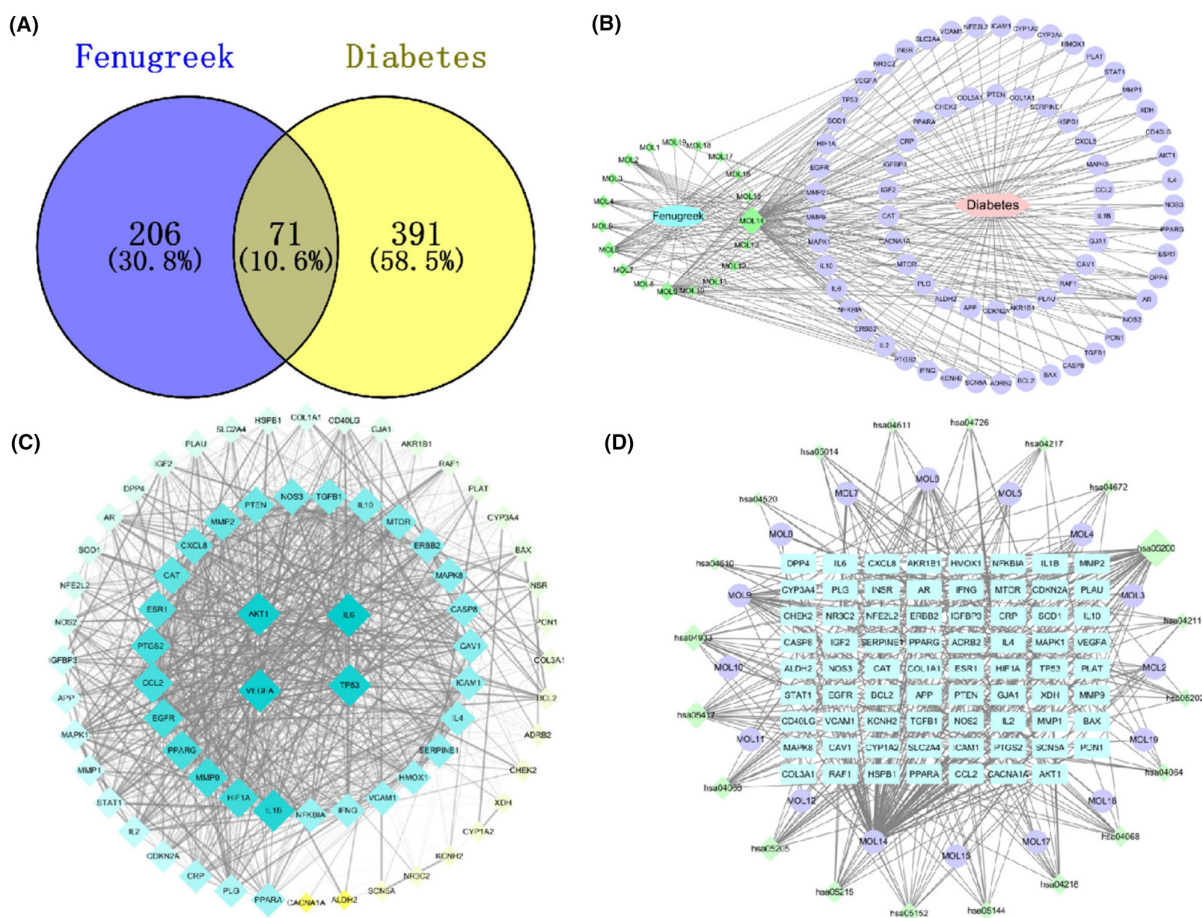 (A)
Fenugreek
Diabetes
206
(30.8%)
71
(10.6%)
391
(58.5%)
(B)
Fenugreek
Diabetes
MOL1
MOL19
MOL18
MOL17
MOL2
MOL3
MOL4
MOL7
MOL14
VEGFA
NR3C2
INSR
SLC2A4
VCAM1
NFE2L2
ICAM1
CYP1A2
CYP3A4
HMOX1
PLAT
STAT1
MMP1
XDH
CD40LG
AKT1
IL4
NOS3
PPARG
ESR1
DPP4
AR
NOS2
PON1
TGFB1
CASP8
BAX
BCL2
ADRB2
SCN5A
KCNH2
IFNG
PTGS2
IL2
ERBB2
NFKBIA
IL6
IL10
MAPK1
MMP9
MMP2
EGFR
HIF1A
SOD1
TP53
PTEN
COL1A1
SERPINE1
HSPB1
CXCL8
MAPK8
CCL2
IL1B
GJA1
CAV1
RAF1
PLAU
AKR1B1
CDKN2A
APP
ALDH2
PLG
MTOR
CACNA1A
CAT
IGF2
IGFBP3
CRP
PPARA
CHEK2
COL3A1
(C)
HSPB1
COL1A1
CD40LG
GJA1
AKR1B1
RAF1
PLAT
CYP3A4
BAX
NSR
PON1
COL3A1
BCL2
ADRB2
CHEK2
XDH
CYP1A2
KCNH2
NR3C2
SCN5A
ALDH2
CACNA1A
PPARA
PLG
CRP
CDKN2A
IL2
STAT1
MMP1
MAPK1
APP
IGFBP3
NOS2
NFE2L2
SOD1
AR
DPP4
IGF2
PLAU
SLC2A4
NOS3
TGFB1
IL10
MTOR
ERBB2
MAPK8
CASP8
CAV1
ICAM1
IL4
SERPINE1
HMOX1
VCAM1
IFNG
NFKBIA
IL1B
HIF1A
MMP9
PPARG
EGFR
CCL2
PTGS2
ESR1
CAT
CXCL8
MMP2
PTEN
AKT1
IL6
VEGFA
TP53
(D)
hsa04611
hsa04726
hsa04217
hsa05014
hsa04672
hsa04520
hsa05200
hsa04610
hsa04211
hsa04933
hsa05202
hsa05417
hsa04064
hsa04068
hsa05205
hsa05215
hsa04218
hsa05152
hsa05144
MOL7
MOL6
MOL5
MOL4
MOL8
MOL9
MOL3
MOL10
MOL2
MOL11
MOL19
MOL12
MOL18
MOL14
MOL15
MOL17
DPP4 IL6 CXCL8 AKR1B1 HMOX1 NFKBIA IL1B MMP2
CYP3A4 PLG INSR AR IFNG MTOR CDKN2A PLAU
CHEK2 NR3C2 NFE2L2 ERBB2 IGFBP3 CRP SOD1 IL10
CASP8 IGF2 SERPINE1 PPARG ADRB2 IL4 MAPK1 VEGFA
ALDH2 NOS3 CAT COL1A1 ESR1 HIF1A TP53 PLAT
STAT1 EGFR BCL2 APP PTEN GJA1 XDH MMP9
CD40LG VCAM1 KCNH2 TGFB1 NOS2 IL2 MMP1 BAX
MAPK8 CAV1 CYP1A2 SLC2A4 ICAM1 PTGS2 SCN5A PON1
COL3A1 RAF1 HSPB1 PPARA CCL2 CACNA1A AKT1